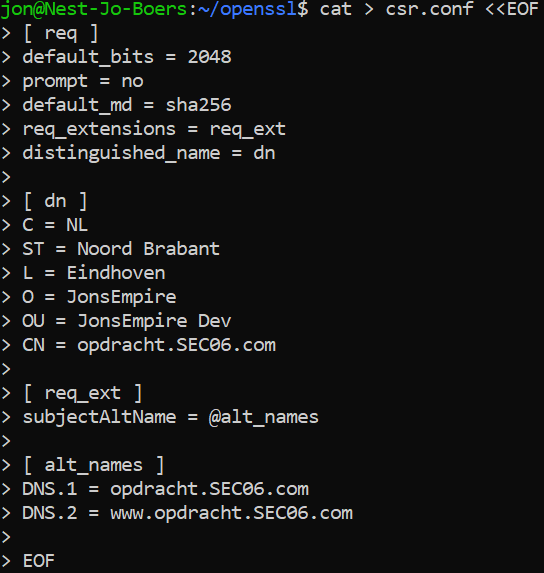 jon@Nest-Jo-Boers:~/openssl$ cat > csr.conf <<EOF
> [ req ]
> default_bits = 2048
> prompt = no
> default_md = sha256
> req_extensions = req_ext
> distinguished_name = dn
>
> [ dn ]
> C = NL
> ST = Noord Brabant
> L = Eindhoven
> O = JonsEmpire
> OU = JonsEmpire Dev
> CN = opdracht.SEC06.com
>
> [ req_ext ]
> subjectAltName = @alt_names
>
> [ alt_names ]
> DNS.1 = opdracht.SEC06.com
> DNS.2 = www.opdracht.SEC06.com
>
> EOF